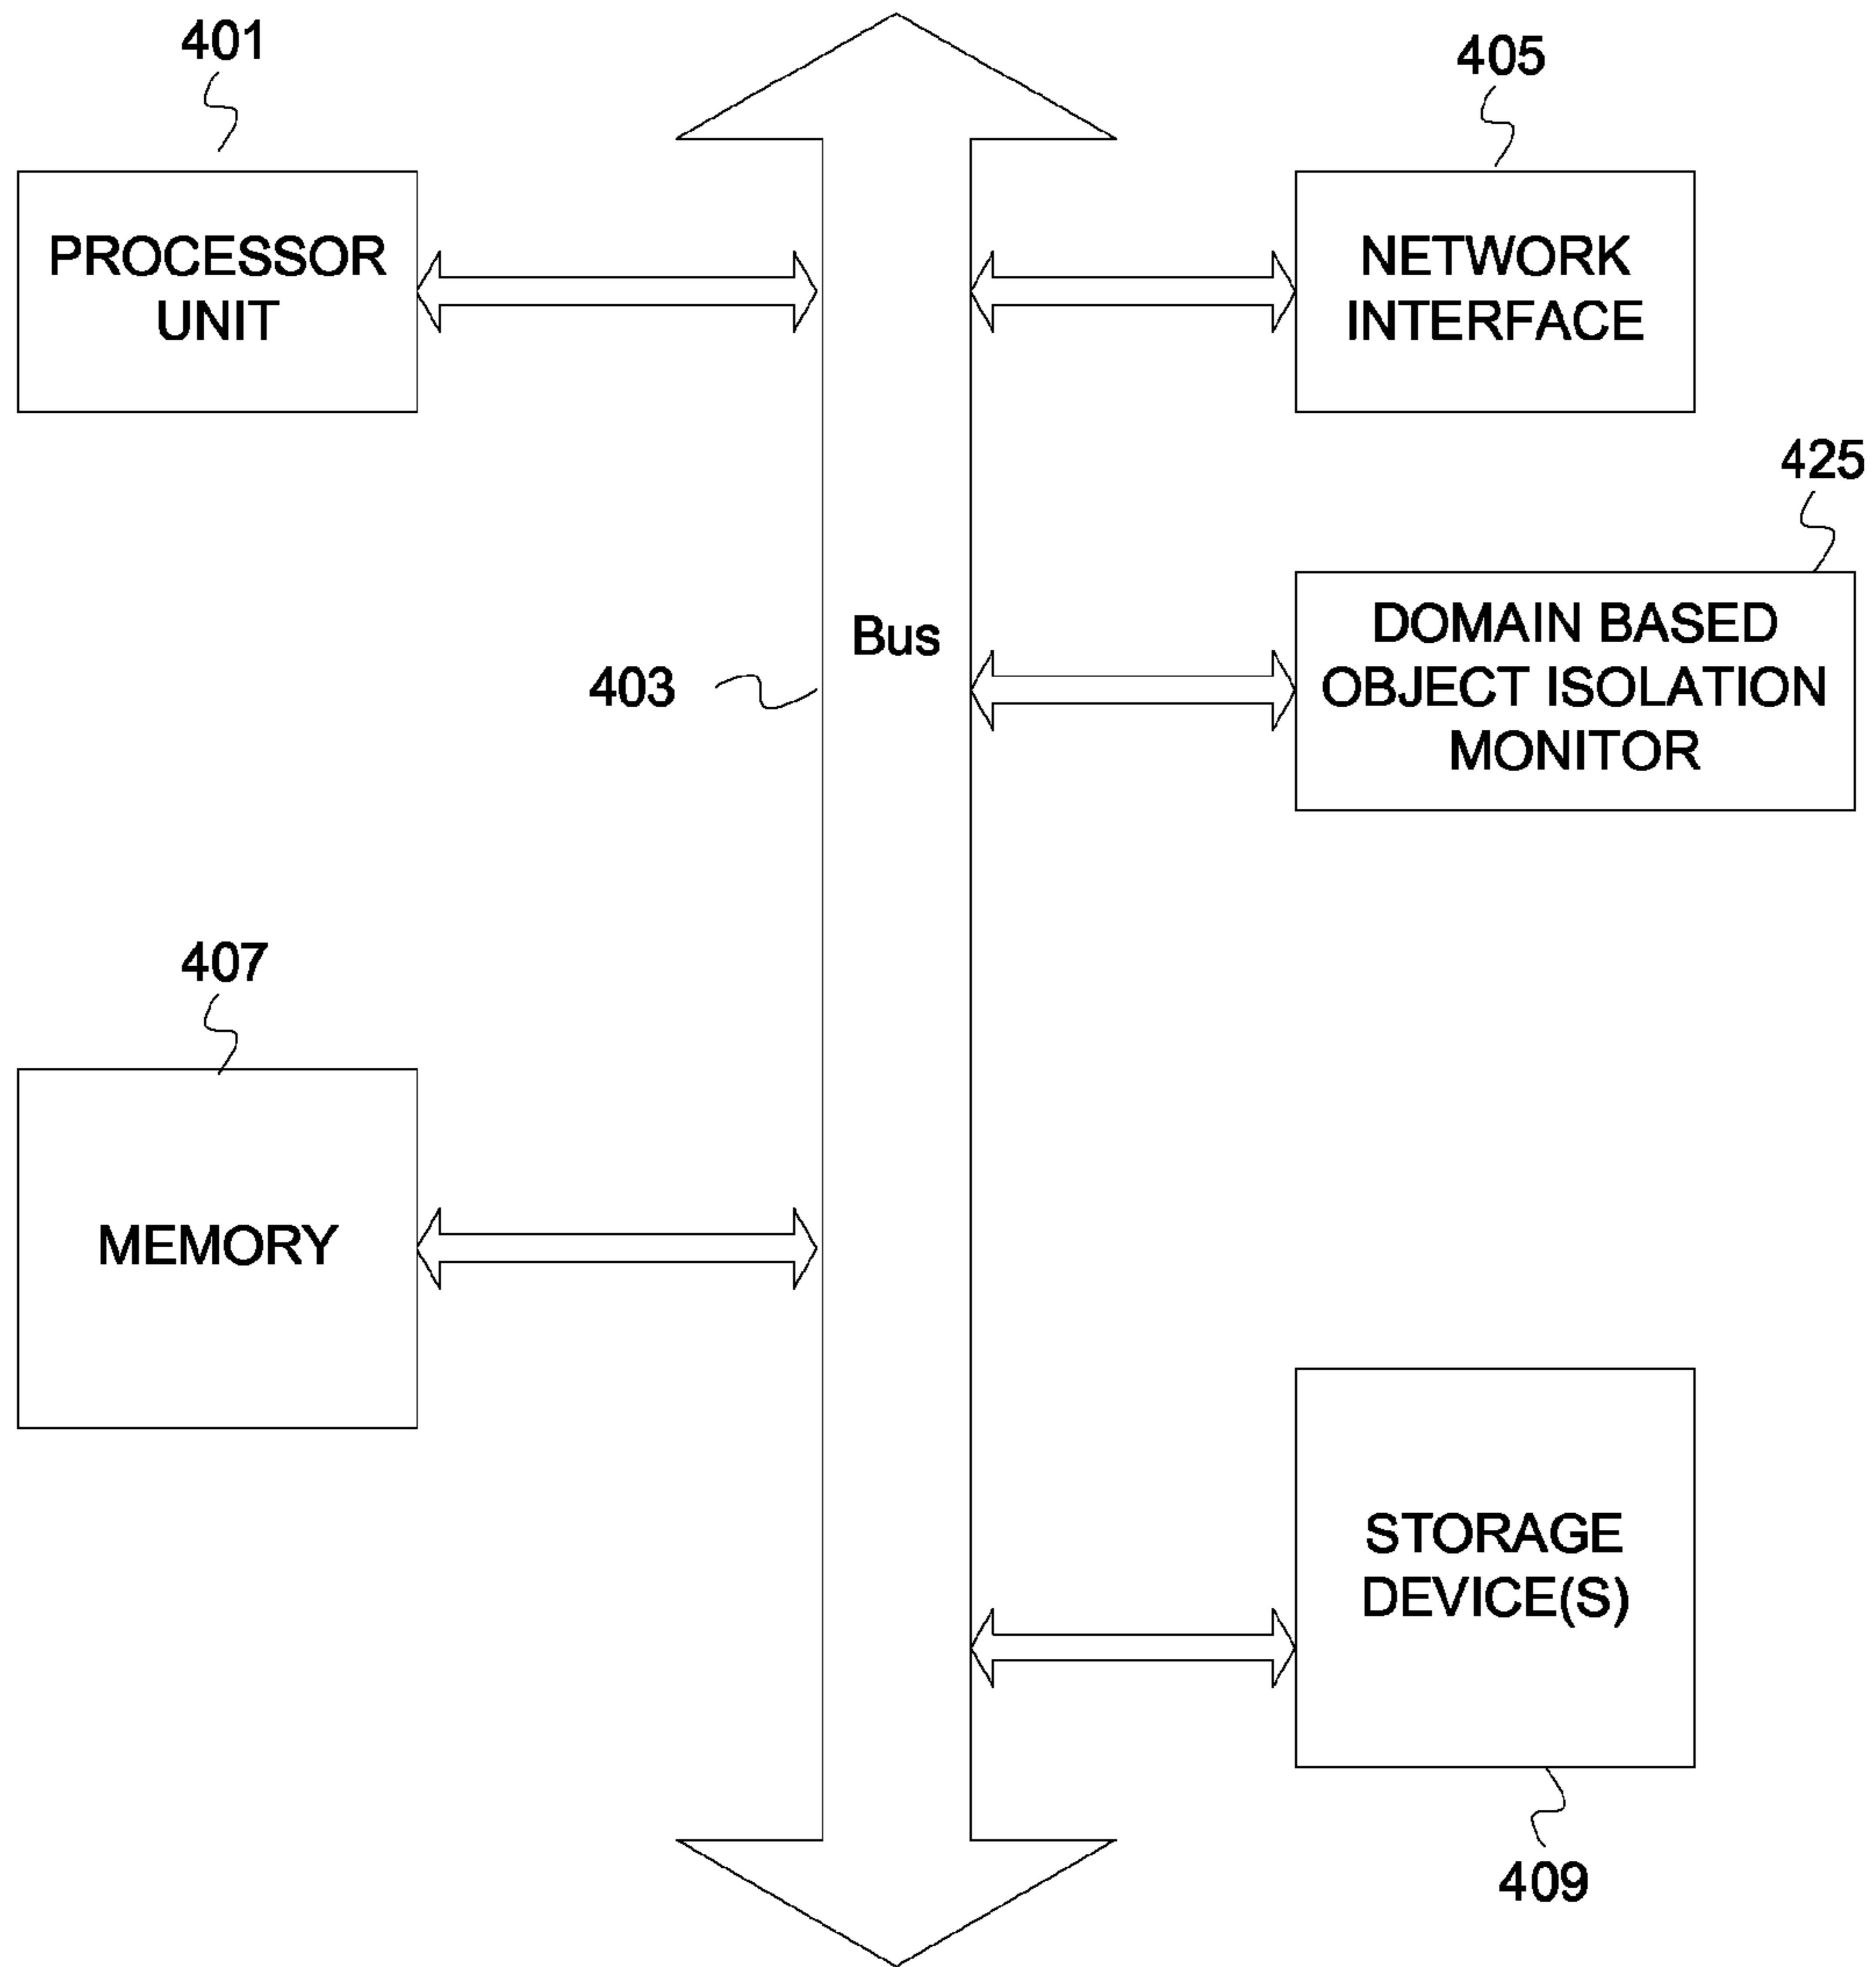 401
PROCESSOR
UNIT
405
NETWORK
INTERFACE
425
DOMAIN BASED
OBJECT ISOLATION
MONITOR
Bus
403
407
MEMORY
STORAGE
DEVICE(S)
409